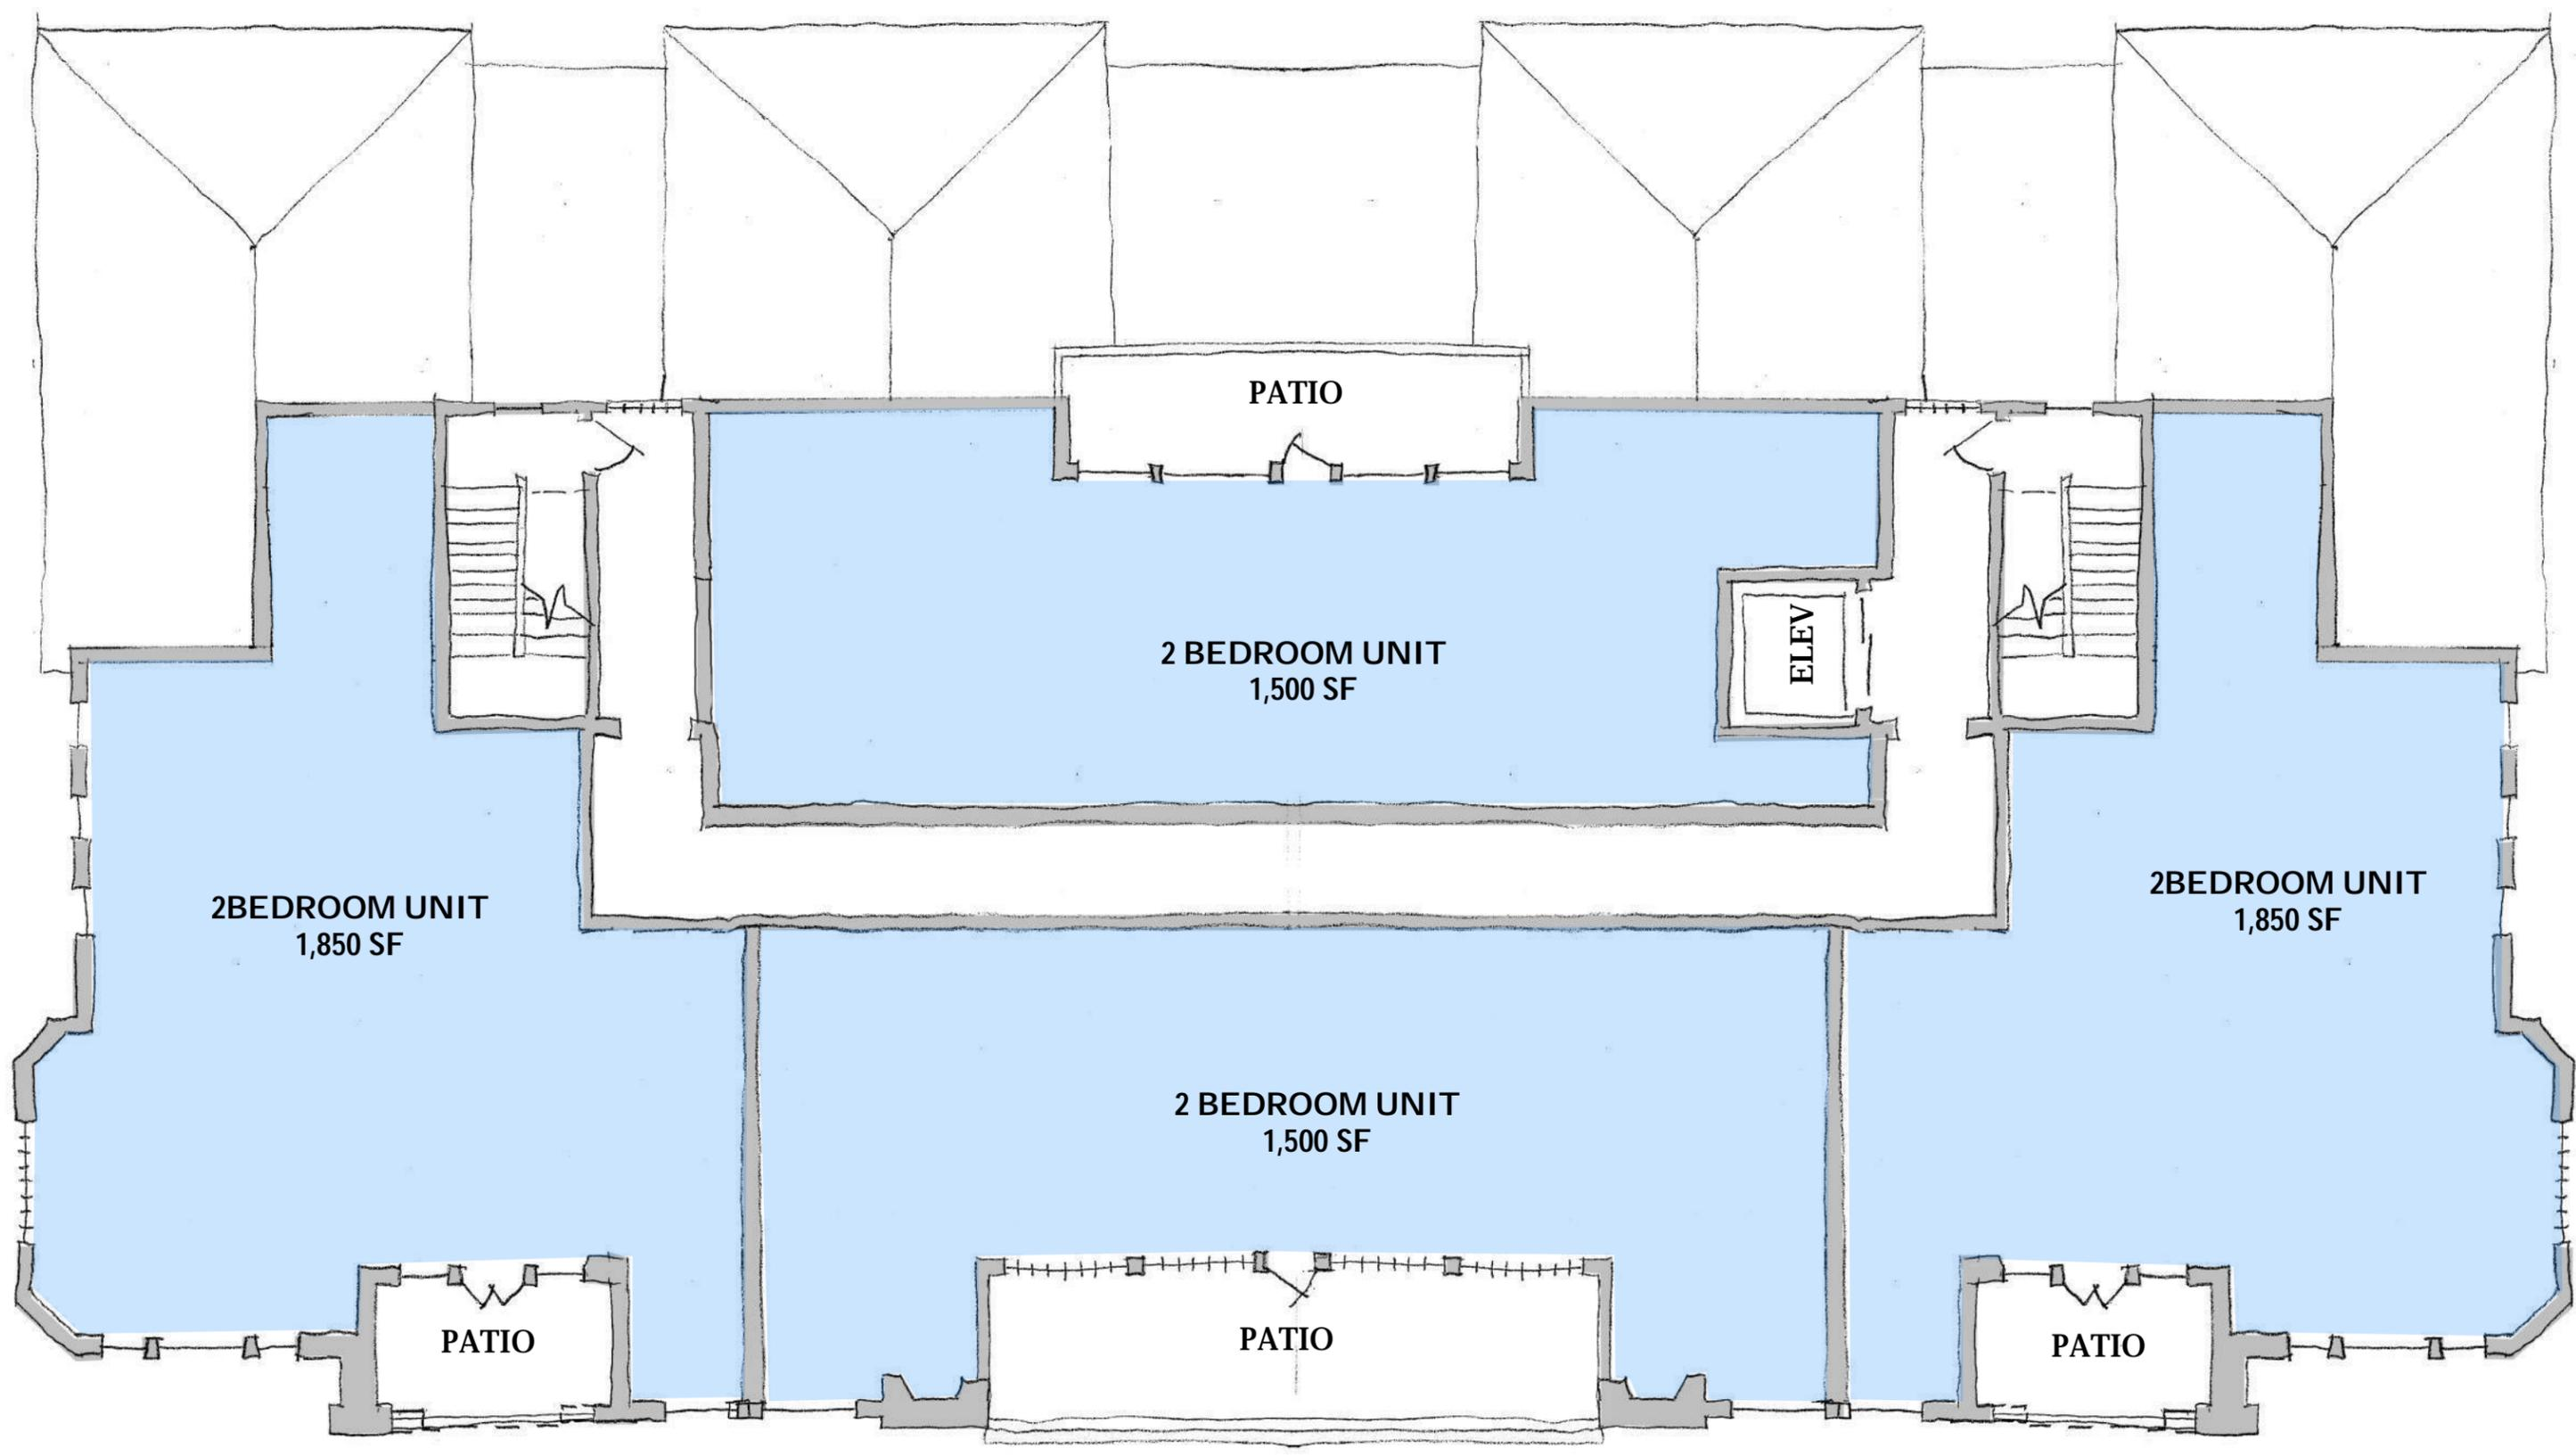 PATIO
2 BEDROOM UNIT
1,500 SF
ELEV
2BEDROOM UNIT
1,850 SF
2BEDROOM UNIT
1,850 SF
2 BEDROOM UNIT
1,500 SF
PATIO
PATIO
PATIO